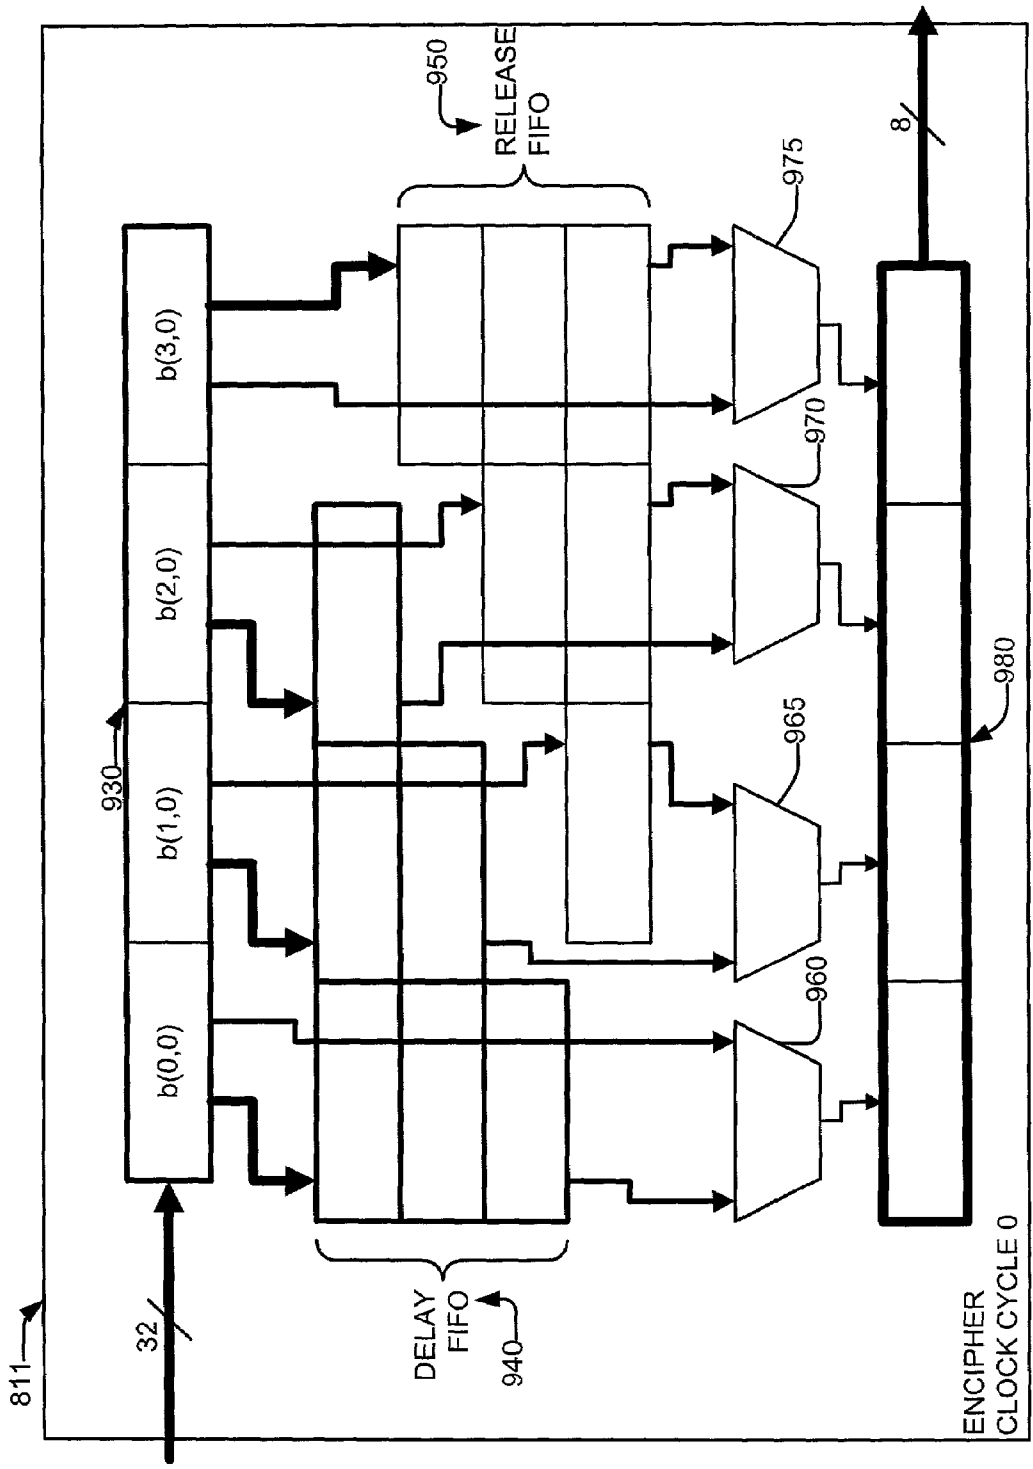 811
32
930
b(0,0)
b(1,0)
b(2,0)
b(3,0)
DELAY
FIFO
940
950
RELEASE
FIFO
960
965
970
975
980
8
ENCIPHER
CLOCK CYCLE 0